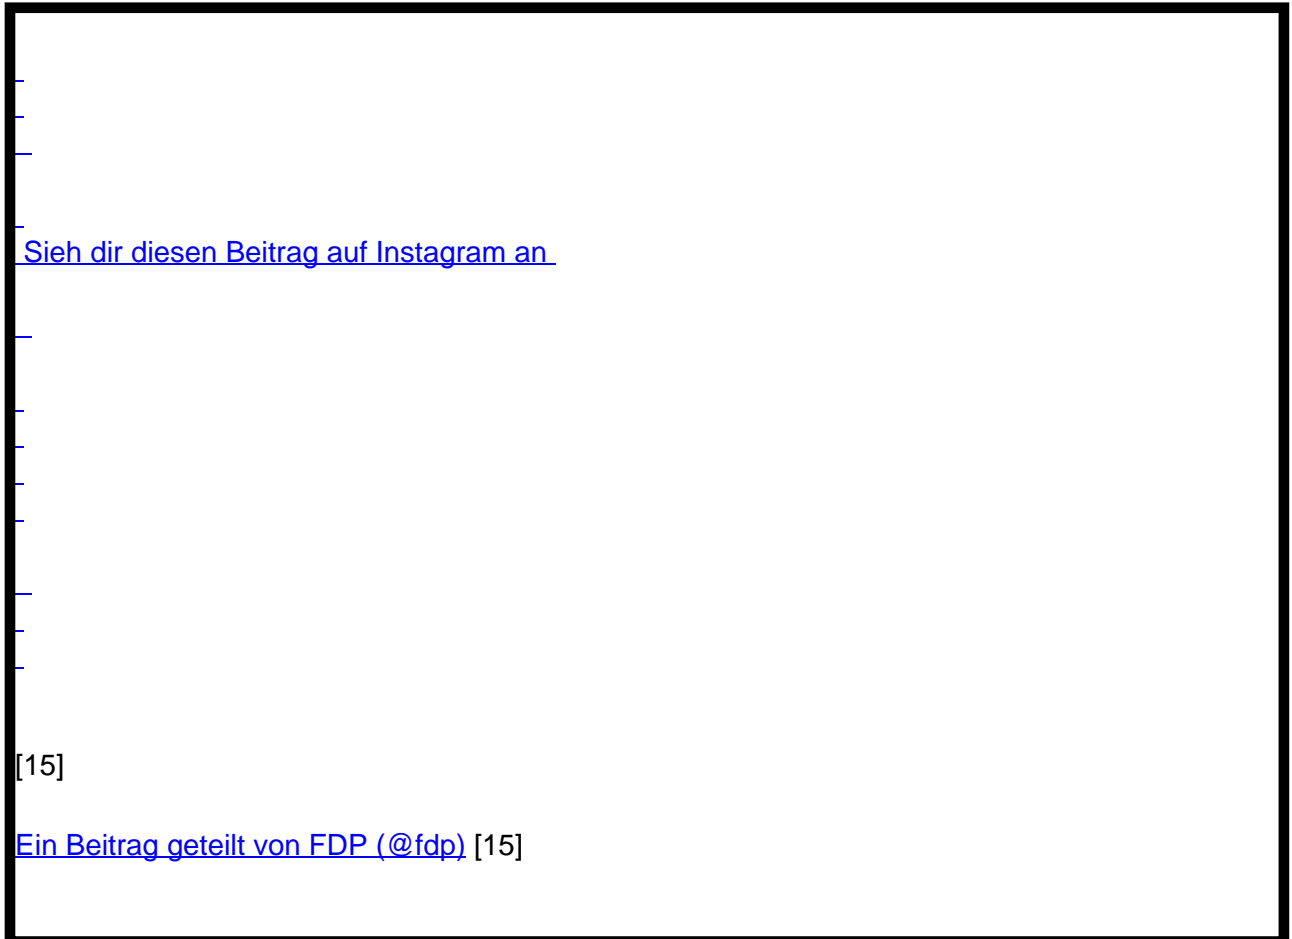 Sieh dir diesen Beitrag auf Instagram an
[15]
Ein Beitrag geteilt von FDP (@fdp) [15]